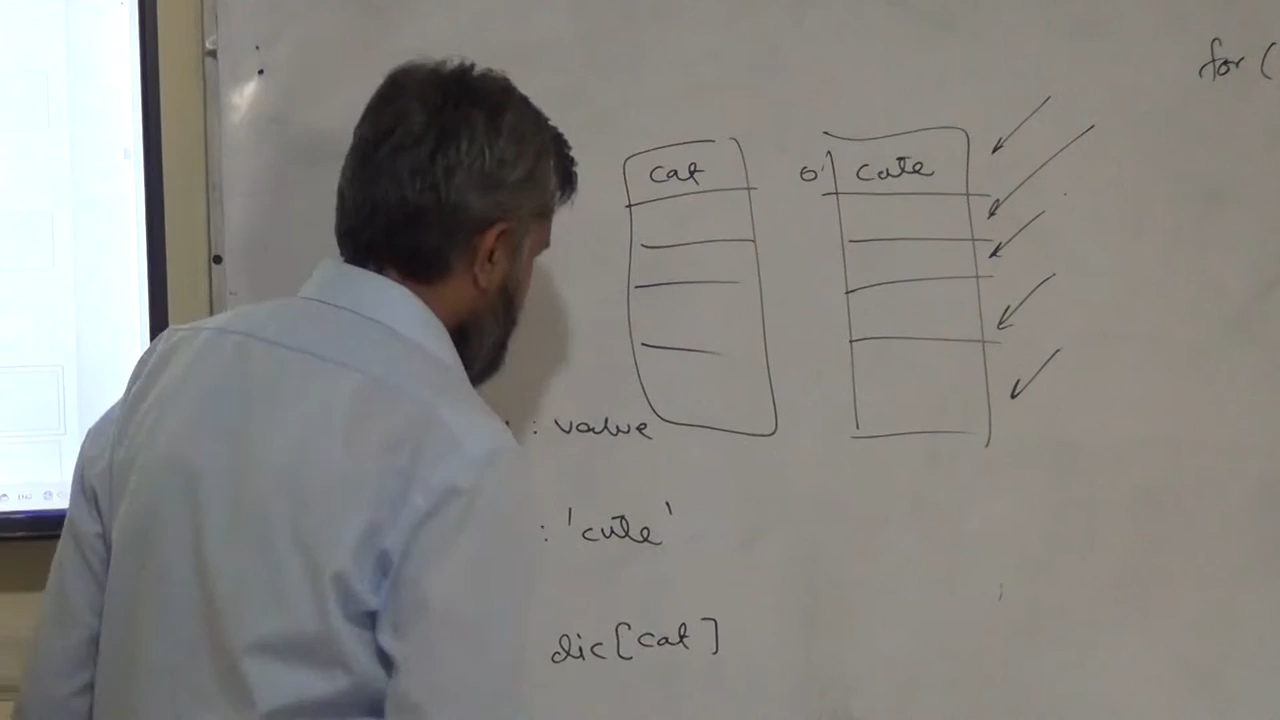 for (
cat
0 cute
: value
: 'cute'
dic[cat]